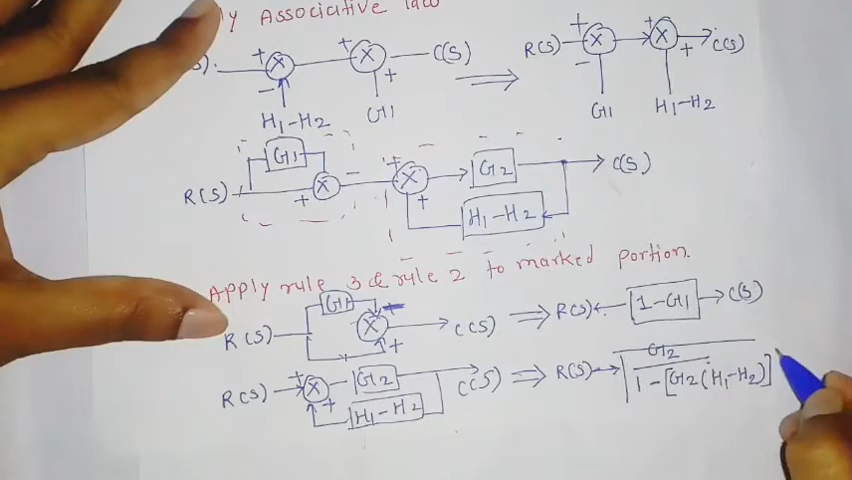 Associative law
+ X + X C(S) ⟹ R(S) + X + X C(S)
- + - +
H1-H2 G1 G1 H1-H2
G1
R(S) + X - + X G2 C(S)
+ H1-H2
Apply rule 3 & rule 2 to marked portion.
R(S) G1 X - + C(S) ⟹ R(S) 1-G1 C(S)
R(S) + X + G2 C(S) ⟹ R(S) G2
H1-H2 1-[G2(H1-H2)]